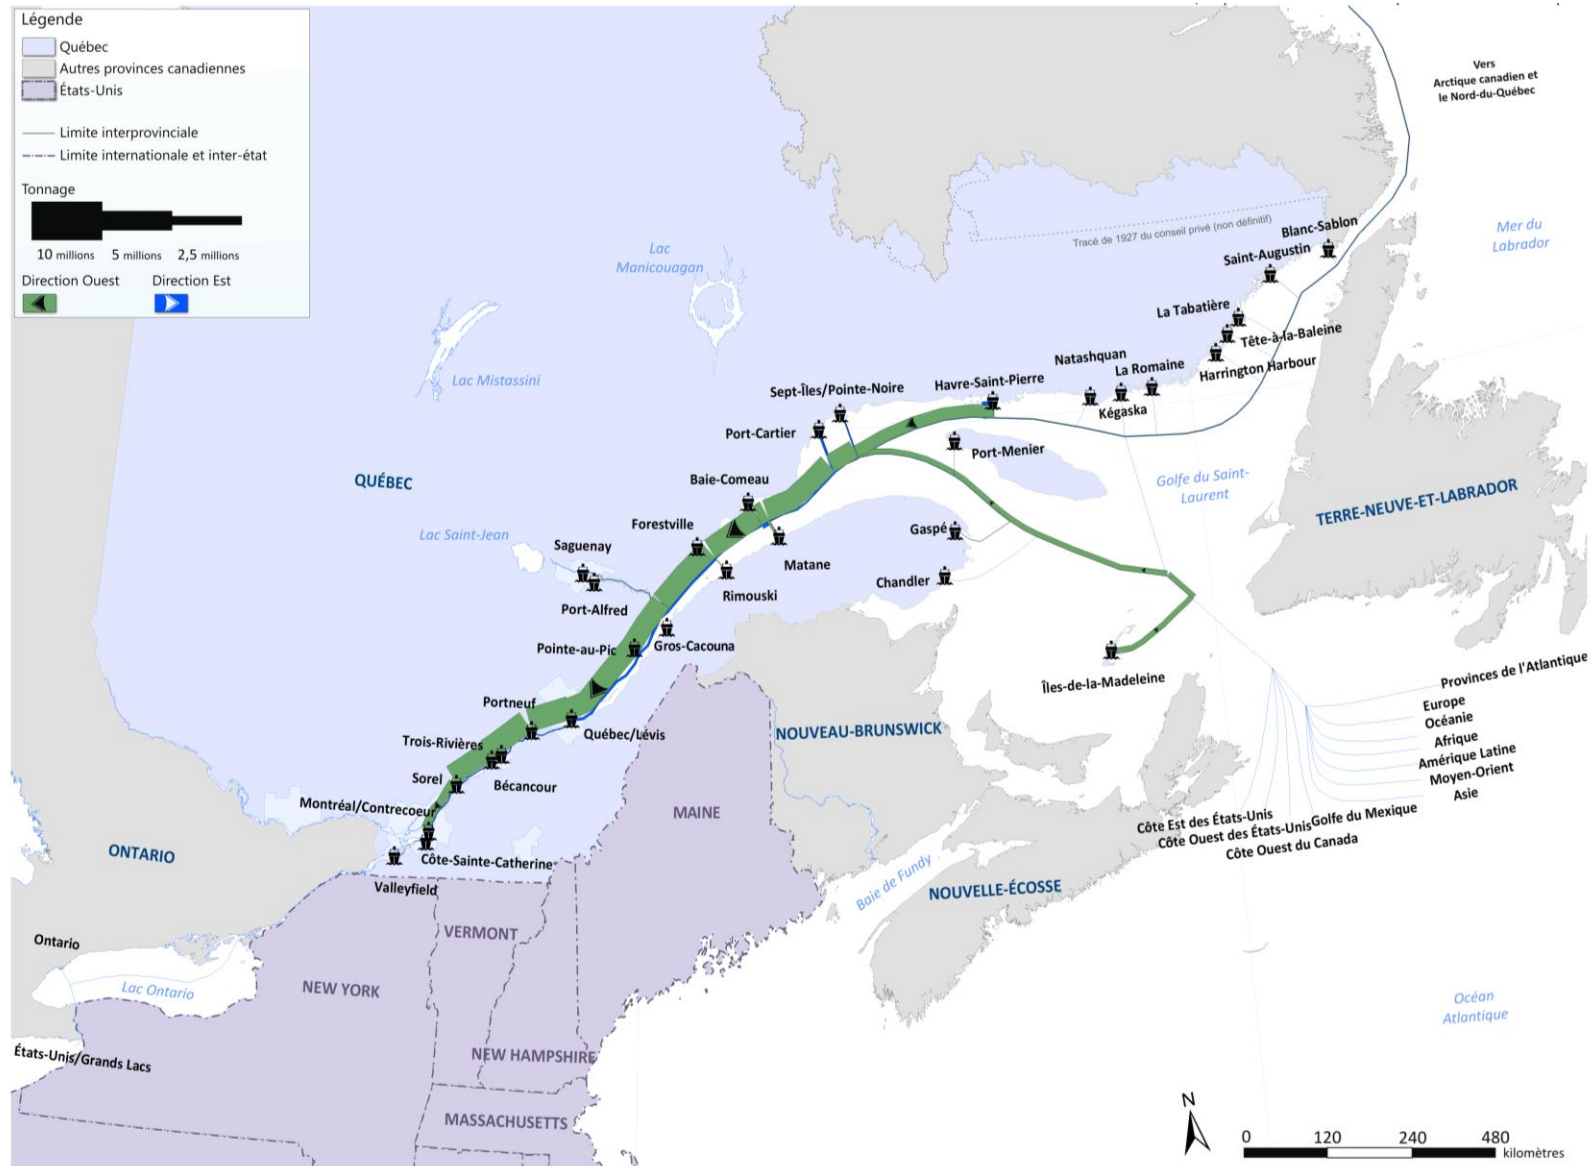 Légende
Québec
Autres provinces canadiennes
États-Unis
Limite interprovinciale
Limite internationale et inter-état
Tonnage
10 millions 5 millions 2,5 millions
Direction Ouest Direction Est
Vers
Arctique canadien et
le Nord-du-Québec
Mer du
Labrador
Tracé de 1927 du conseil privé (non définitif)
Blanc-Sablon
Saint-Augustin
La Tabatière
Tête-à-la-Baleine
Harrington Harbour
Natashquan
La Romaine
Kégaska
Lac
Manicouagan
Lac Mistassini
Sept-Îles/Pointe-Noire
Havre-Saint-Pierre
Port-Cartier
Port-Menier
Golfe du Saint-
Laurent
QUÉBEC
Baie-Comeau
TERRE-NEUVE-ET-LABRADOR
Lac Saint-Jean
Forestville
Saguenay
Gaspé
Matane
Chandler
Rimouski
Port-Alfred
Pointe-au-Pic
Gros-Cacouna
Îles-de-la-Madeleine
Portneuf
Québec/Lévis
NOUVEAU-BRUNSWICK
Trois-Rivières
Sorel
Bécancour
Montréal/Contrecoeur
Côte-Sainte-Catherine
Valleyfield
MAINE
ONTARIO
Provinces de l'Atlantique
Europe
Océanie
Afrique
Amérique Latine
Moyen-Orient
Asie
Côte Est des États-Unis
Golfe du Mexique
Côte Ouest des États-Unis
Côte Ouest du Canada
Baie de Fundy
NOUVELLE-ÉCOSSE
VERMONT
Ontario
Lac Ontario
NEW YORK
Océan
Atlantique
États-Unis/Grands Lacs
NEW HAMPSHIRE
MASSACHUSETTS
N
0 120 240 480
kilomètres